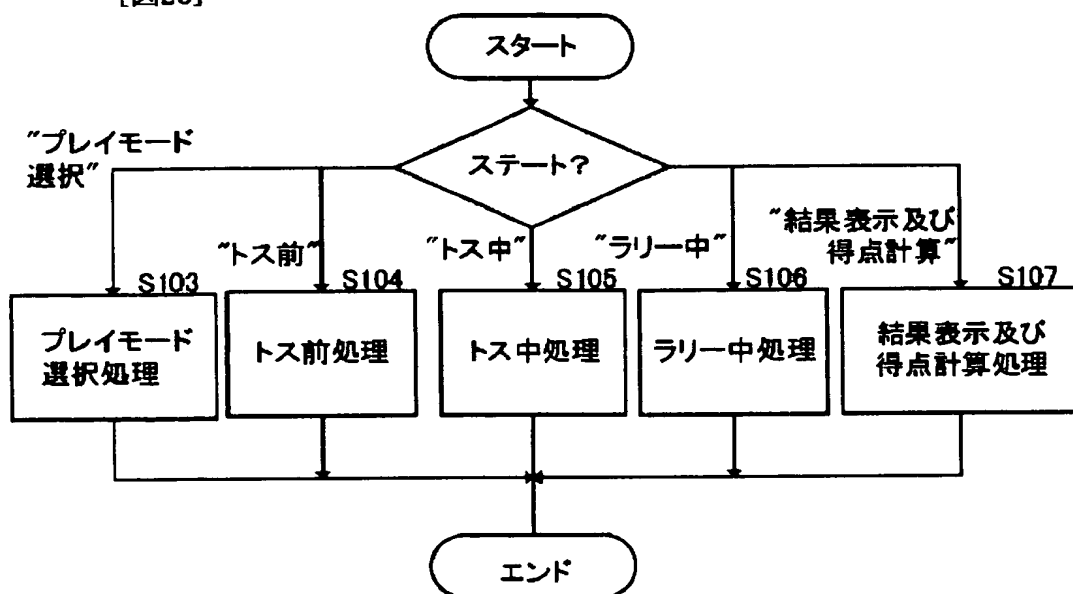 スタート
ステート?
"プレイモード
選択"
"トス前"
"トス中"
"ラリー中"
"結果表示及び
得点計算"
S103
プレイモード
選択処理
S104
トス前処理
S105
トス中処理
S106
ラリー中処理
S107
結果表示及び
得点計算処理
エンド